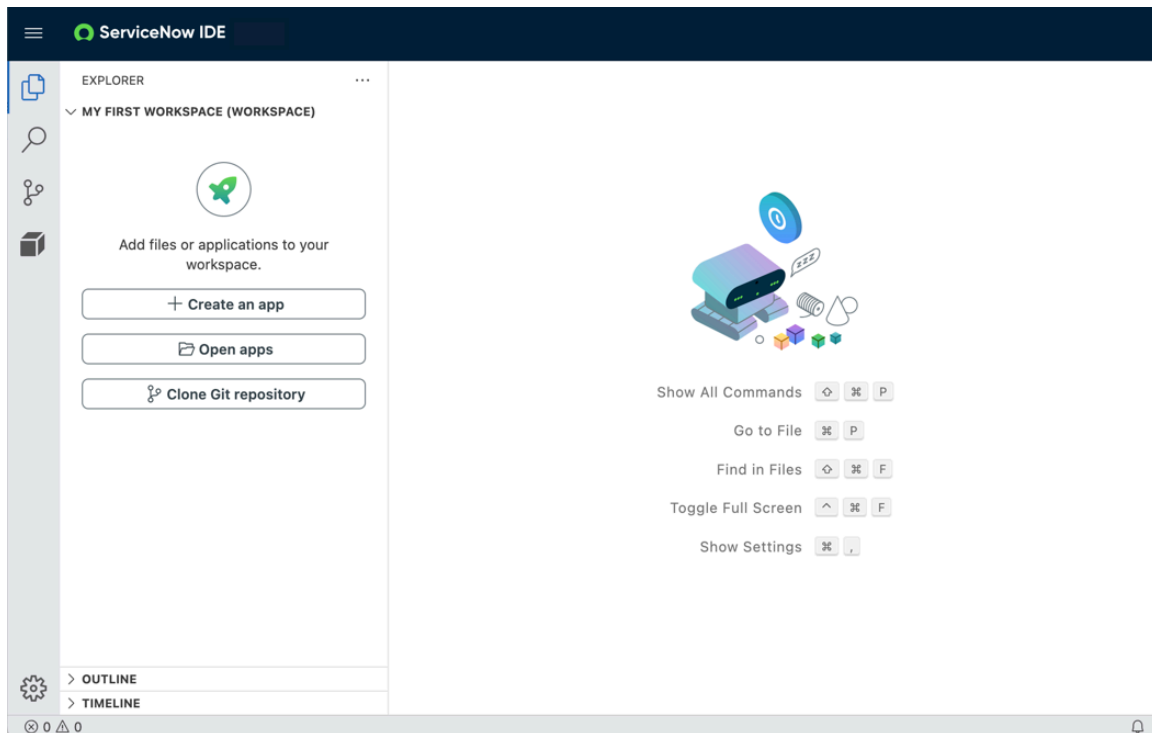 ServiceNow IDE
EXPLORER
MY FIRST WORKSPACE (WORKSPACE)
Add files or applications to your
workspace.
+ Create an app
Open apps
Clone Git repository
OUTLINE
TIMELINE
0 0
zzz
Show All Commands ⇧ ⌘ P
Go to File ⌘ P
Find in Files ⇧ ⌘ F
Toggle Full Screen ^ ⌘ F
Show Settings ⌘ ,